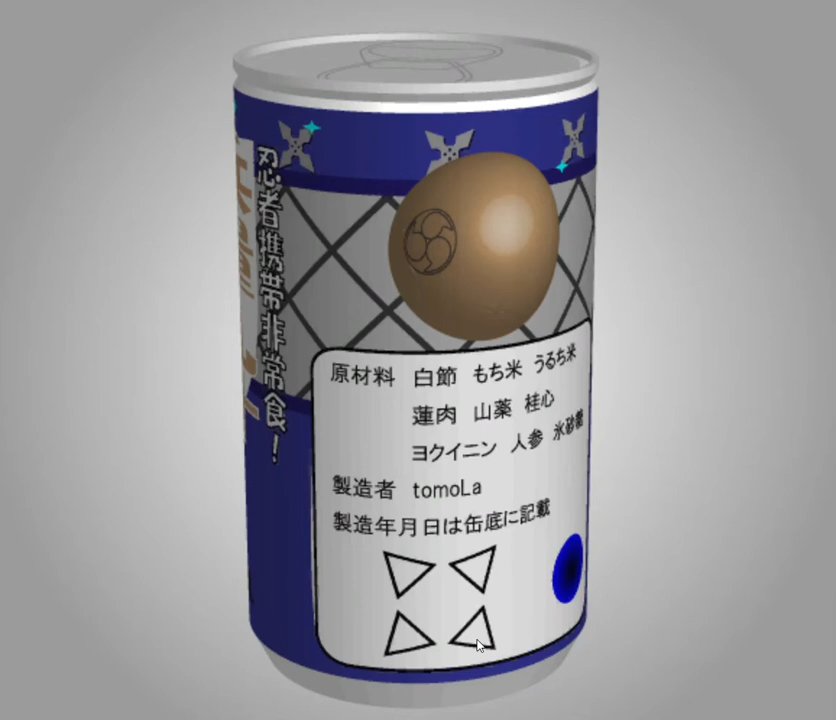 忍者携帯非常食！
原材料 白節 もち米 うるち米
蓮肉 山薬 桂心
ヨクイニン 人参 氷砂糖
製造者 tomoLa
製造年月日は缶底に記載